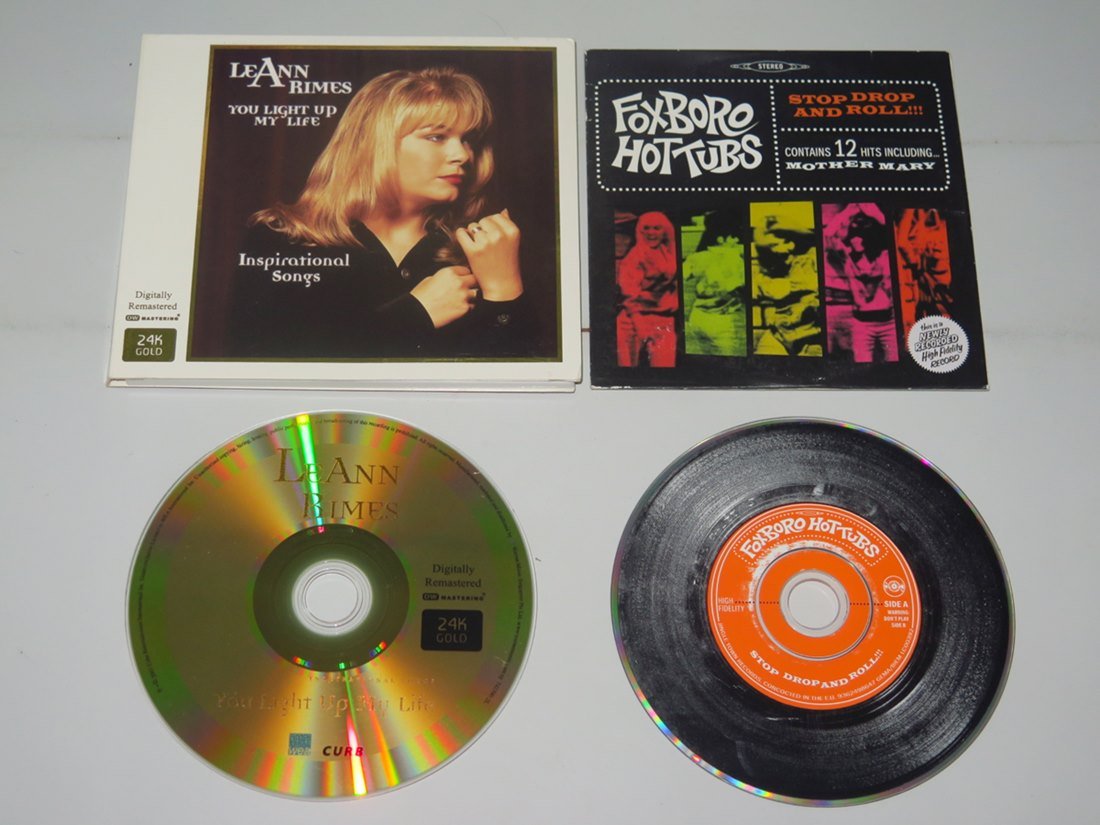 LeAnn
Rimes
You Light Up
My Life
Inspirational
Songs
Digitally
Remastered
MASTERING
24K
GOLD
STEREO
FOXBORO
HOT TUBS
STOP DROP
AND ROLL!!!
CONTAINS 12 HITS INCLUDING...
MOTHER MARY
this is a
NEWLY
RECORDED
High Fidelity
RECORD
LeAnn
Rimes
Digitally
Remastered
MASTERING
24K
GOLD
You Light Up My Life
CURB
FOXBORO HOT TUBS
HIGH
FIDELITY
SIDE A
WARNING:
DON'T PLAY
SIDE B
STOP DROP AND ROLL!!!